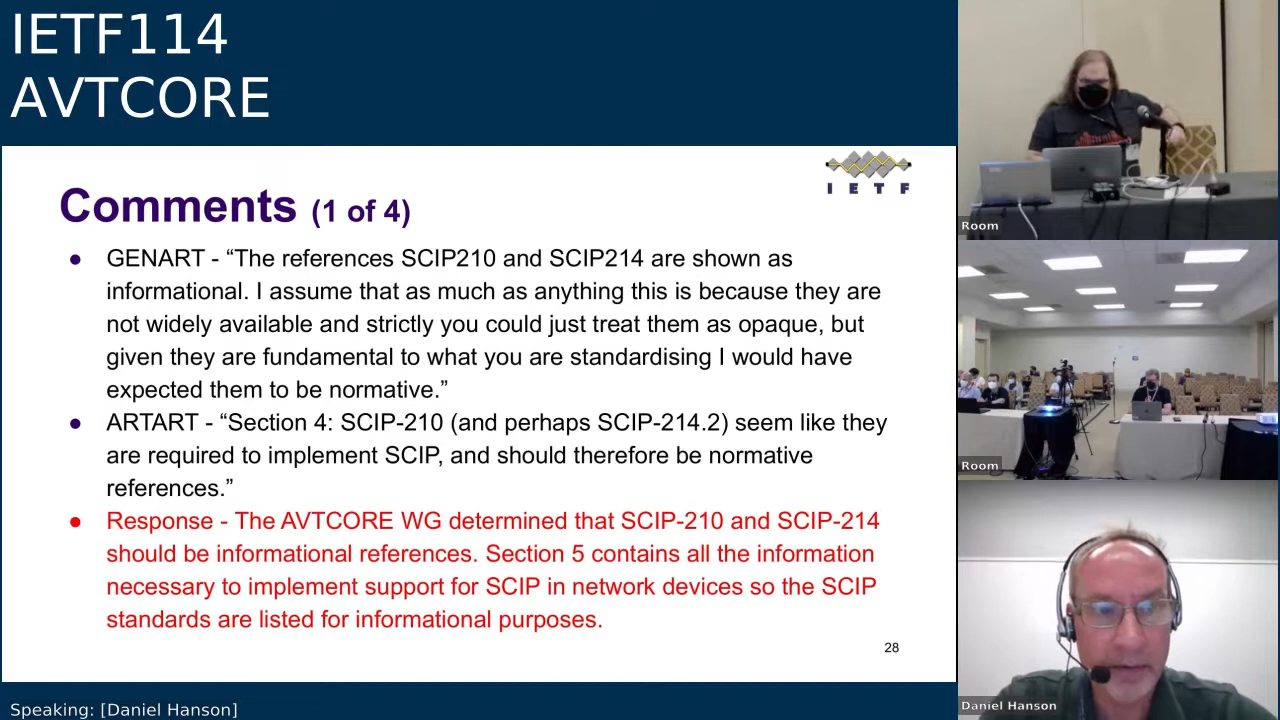 IETF114
AVTCORE
I E T F
Comments (1 of 4)
● GENART - “The references SCIP210 and SCIP214 are shown as
informational. I assume that as much as anything this is because they are
not widely available and strictly you could just treat them as opaque, but
given they are fundamental to what you are standardising I would have
expected them to be normative.”
● ARTART - “Section 4: SCIP-210 (and perhaps SCIP-214.2) seem like they
are required to implement SCIP, and should therefore be normative
references.”
● Response - The AVTCORE WG determined that SCIP-210 and SCIP-214
should be informational references. Section 5 contains all the information
necessary to implement support for SCIP in network devices so the SCIP
standards are listed for informational purposes.
28
Speaking: [Daniel Hanson]
Room
Room
Daniel Hanson